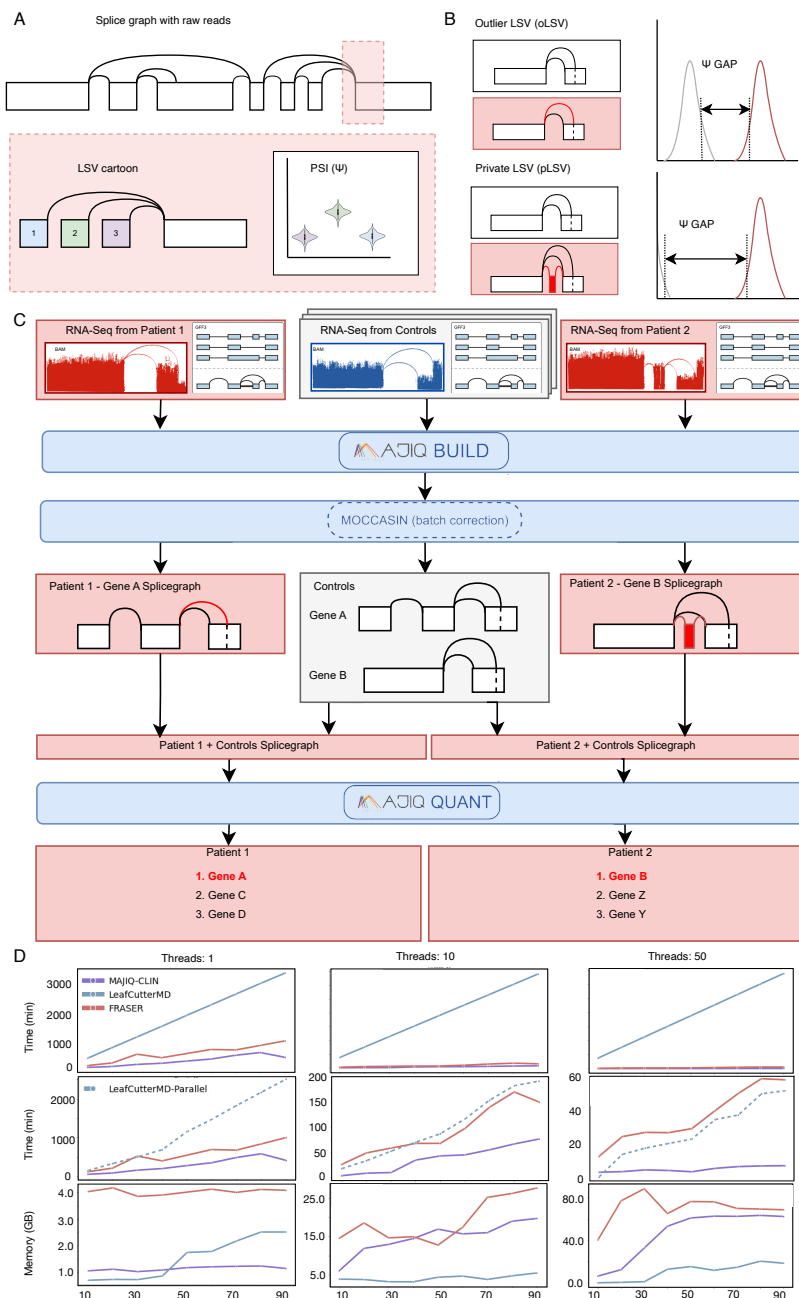 A
Splice graph with raw reads
LSV cartoon
1
2
3
PSI (Ψ)
B
Outlier LSV (oLSV)
Ψ GAP
Private LSV (pLSV)
Ψ GAP
C
RNA-Seq from Patient 1
BAM
GFF3
RNA-Seq from Controls
BAM
GFF3
RNA-Seq from Patient 2
BAM
GFF3
MAJIQ BUILD
MOCCASIN (batch correction)
Patient 1 - Gene A Splicegraph
Controls
Gene A
Gene B
Patient 2 - Gene B Splicegraph
Patient 1 + Controls Splicegraph
Patient 2 + Controls Splicegraph
MAJIQ QUANT
Patient 1
1. Gene A
2. Gene C
3. Gene D
Patient 2
1. Gene B
2. Gene Z
3. Gene Y
D
Threads: 1
Threads: 10
Threads: 50
MAJIQ-CLIN
LeafCutterMD
FRASER
Time (min)
3000
2000
1000
0
LeafCutterMD-Parallel
Time (min)
2000
1000
0
200
150
100
50
0
60
40
20
0
Memory (GB)
4.0
3.0
2.0
1.0
25.0
15.0
5.0
80.0
40.0
0.0
10 30 50 70 90
10 30 50 70 90
10 30 50 70 90